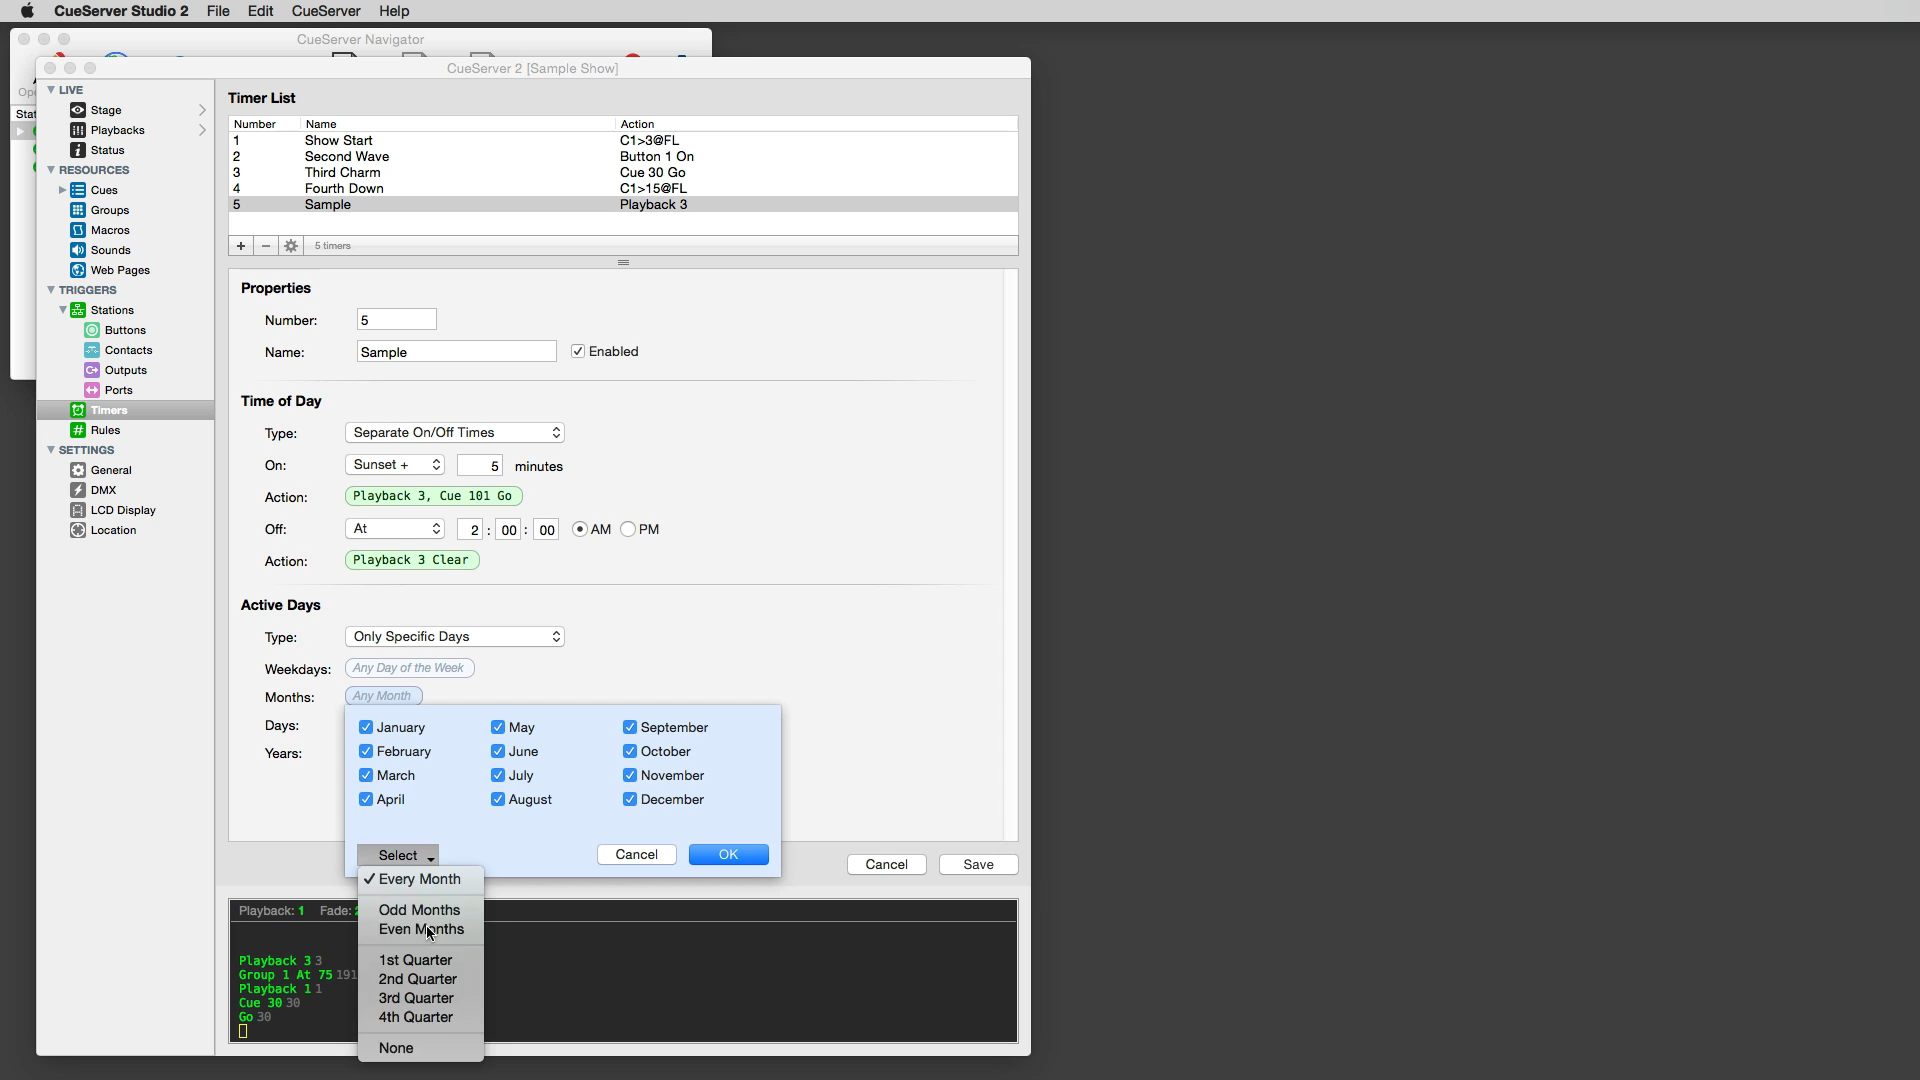 CueServer Studio 2 File Edit CueServer Help
CueServer Navigator
CueServer 2 [Sample Show]
LIVE
Stage
Playbacks
Status
RESOURCES
Cues
Groups
Macros
Sounds
Web Pages
TRIGGERS
Stations
Buttons
Contacts
Outputs
Ports
Timers
Rules
SETTINGS
General
DMX
LCD Display
Location
Timer List
Number Name Action
1 Show Start C1>3@FL
2 Second Wave Button 1 On
3 Third Charm Cue 30 Go
4 Fourth Down C1>15@FL
5 Sample Playback 3
+ − 5 timers
Properties
Number: 5
Name: Sample Enabled
Time of Day
Type: Separate On/Off Times
On: Sunset + 5 minutes
Action: Playback 3, Cue 101 Go
Off: At 2 : 00 : 00 AM PM
Action: Playback 3 Clear
Active Days
Type: Only Specific Days
Weekdays: Any Day of the Week
Months: Any Month
Days:
Years:
January May September
February June October
March July November
April August December
Select Cancel OK
Cancel Save
Every Month
Odd Months
Even Months
1st Quarter
2nd Quarter
3rd Quarter
4th Quarter
None
Playback: 1 Fade:
Playback 3 3
Group 1 At 75 191
Playback 1 1
Cue 30 30
Go 30